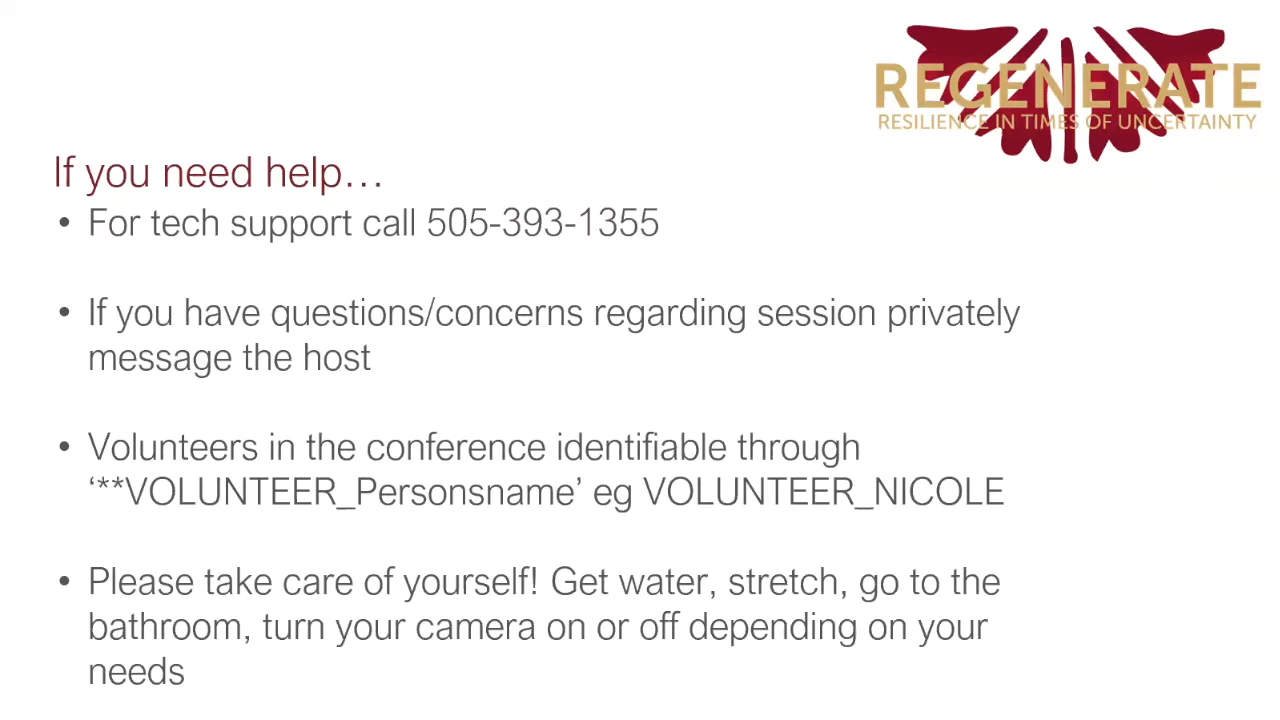 REGENERATE
RESILIENCE IN TIMES OF UNCERTAINTY
If you need help...
• For tech support call 505-393-1355
• If you have questions/concerns regarding session privately
message the host
• Volunteers in the conference identifiable through
‘**VOLUNTEER_Personsname’ eg VOLUNTEER_NICOLE
• Please take care of yourself! Get water, stretch, go to the
bathroom, turn your camera on or off depending on your
needs